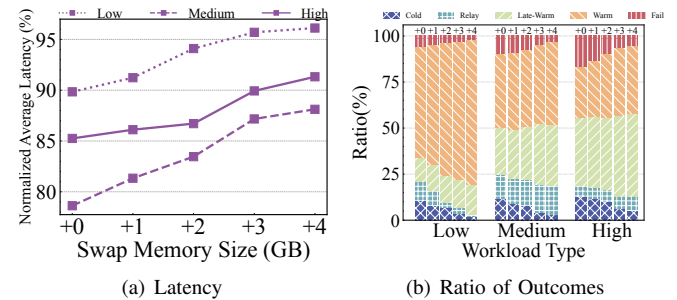 Low Medium High
Normalized Average Latency (%)
95
90
85
80
+0 +1 +2 +3 +4
Swap Memory Size (GB)
(a) Latency
Cold Relay Late-Warm Warm Fail
+0 +1 +2 +3 +4 +0 +1 +2 +3 +4 +0 +1 +2 +3 +4
Ratio(%)
100
75
50
25
0
Low Medium High
Workload Type
(b) Ratio of Outcomes